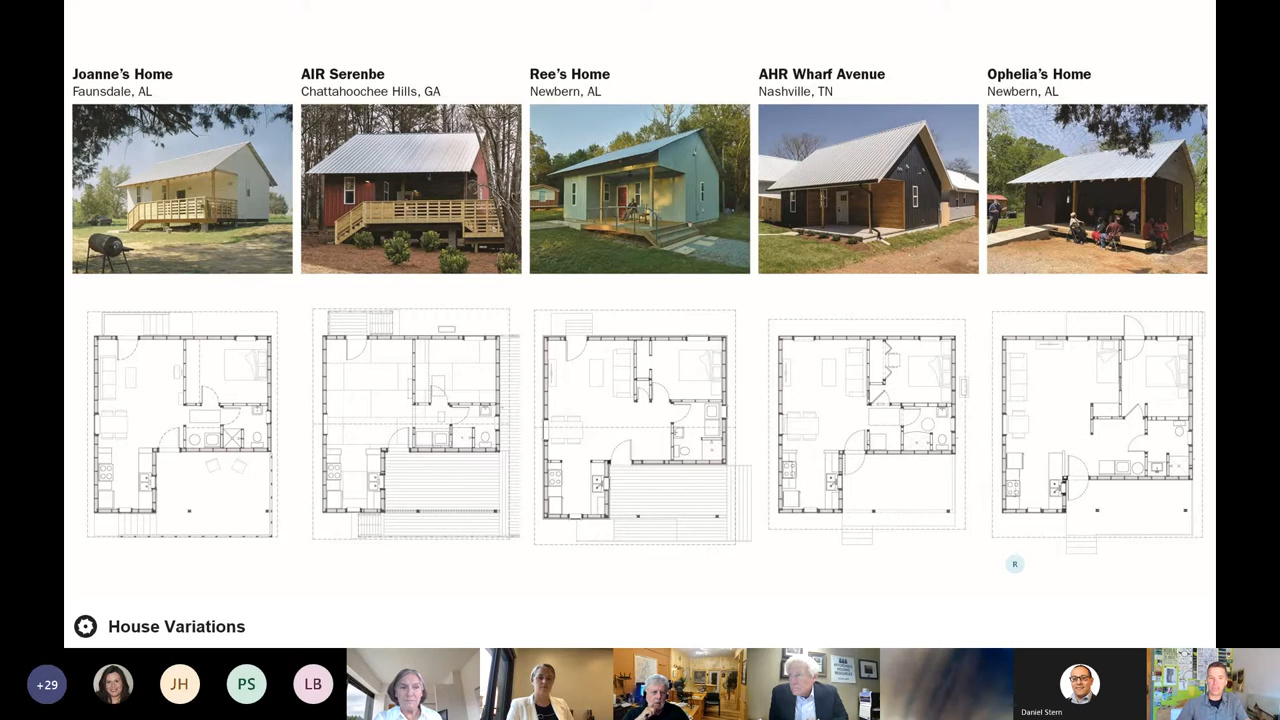 Joanne's Home
Faunsdale, AL
AIR Serenbe
Chattahoochee Hills, GA
Ree's Home
Newbern, AL
AHR Wharf Avenue
Nashville, TN
Ophelia's Home
Newbern, AL
R
House Variations
+29
JH
PS
LB
Daniel Stern